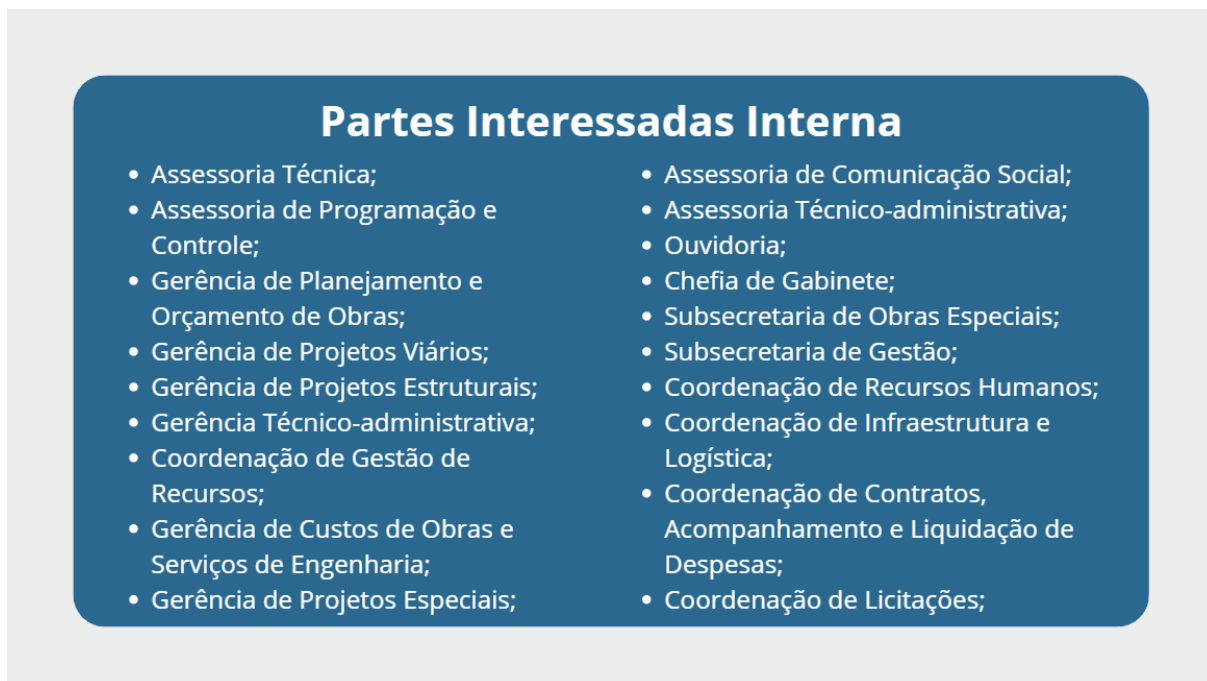 Partes Interessadas Interna
• Assessoria Técnica;
• Assessoria de Programação e
Controle;
• Gerência de Planejamento e
Orçamento de Obras;
• Gerência de Projetos Viários;
• Gerência de Projetos Estruturais;
• Gerência Técnico-administrativa;
• Coordenação de Gestão de
Recursos;
• Gerência de Custos de Obras e
Serviços de Engenharia;
• Gerência de Projetos Especiais;
• Assessoria de Comunicação Social;
• Assessoria Técnico-administrativa;
• Ouvidoria;
• Chefia de Gabinete;
• Subsecretaria de Obras Especiais;
• Subsecretaria de Gestão;
• Coordenação de Recursos Humanos;
• Coordenação de Infraestrutura e
Logística;
• Coordenação de Contratos,
Acompanhamento e Liquidação de
Despesas;
• Coordenação de Licitações;